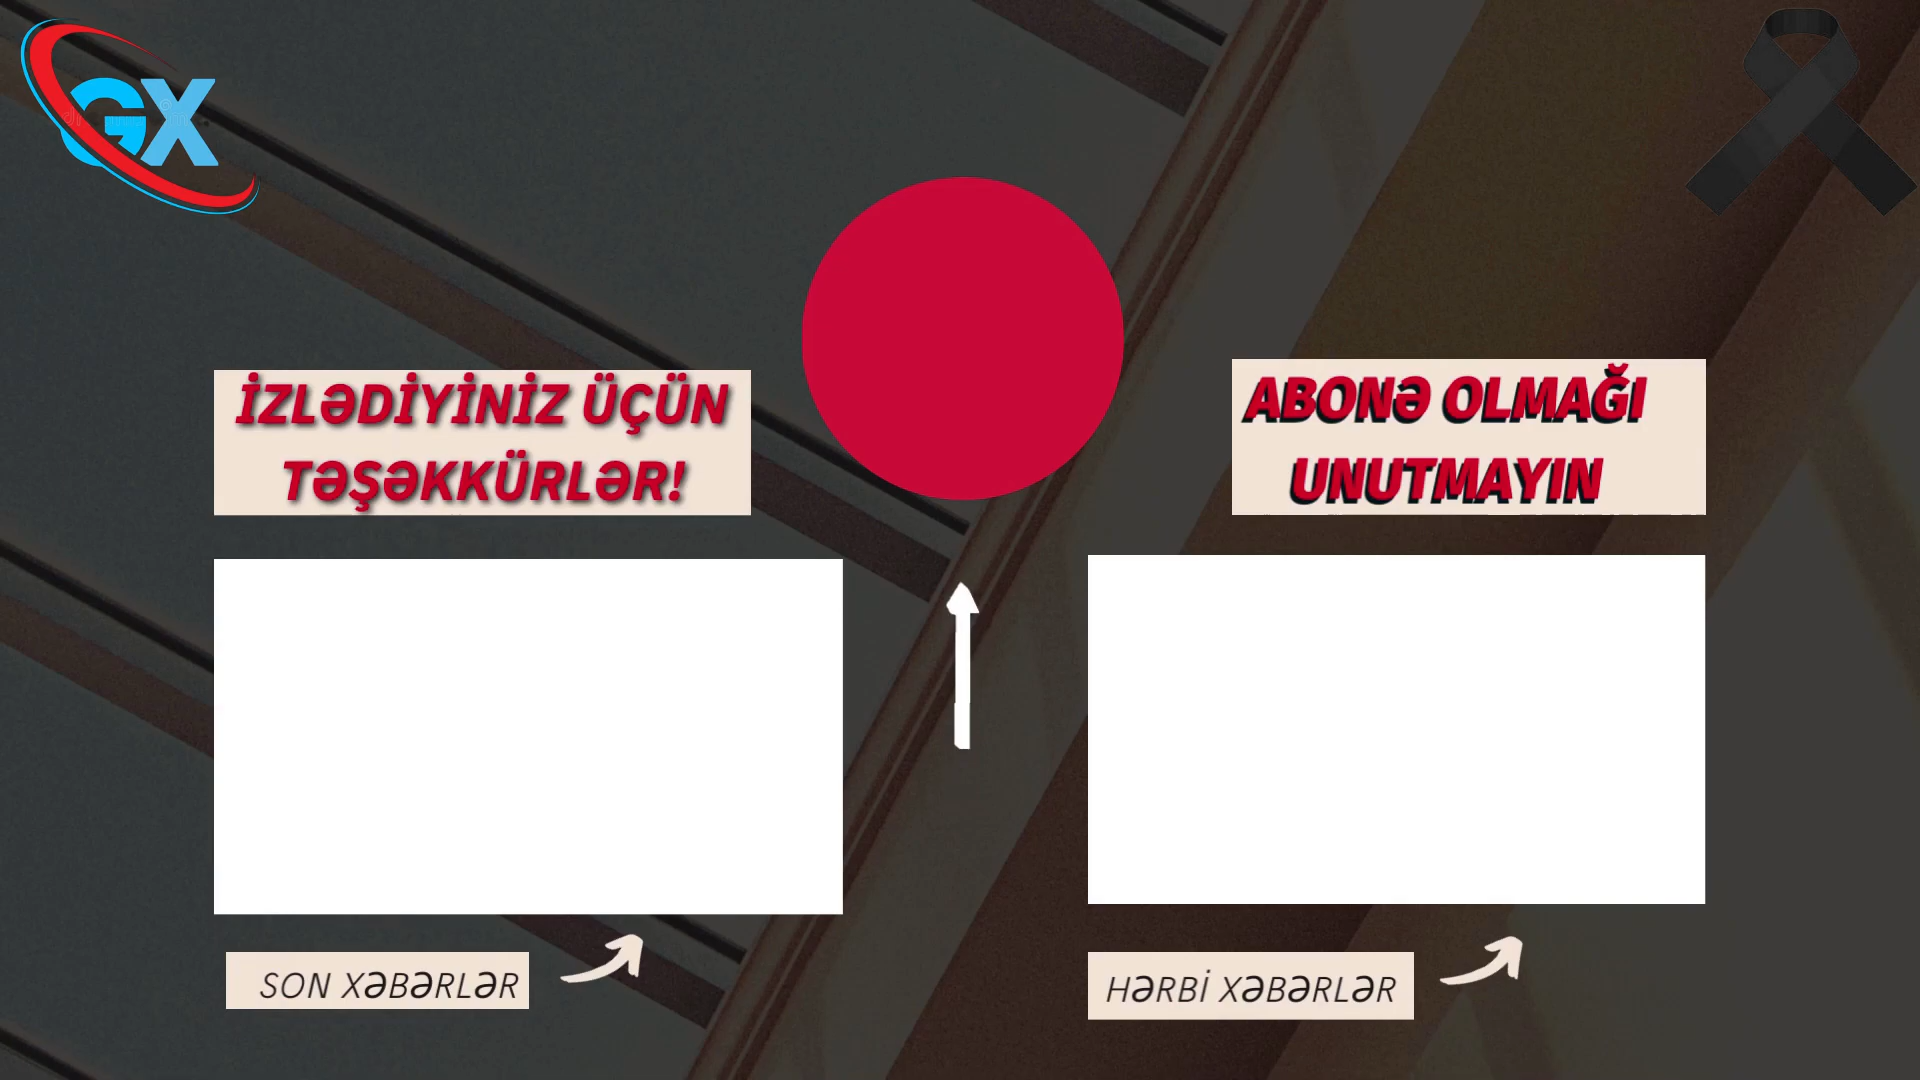 GX
İZLƏDİYİNİZ ÜÇÜN
TƏŞƏKKÜRLƏR!
ABONƏ OLMAĞI
UNUTMAYIN
SON XƏBƏRLƏR
HƏRBİ XƏBƏRLƏR